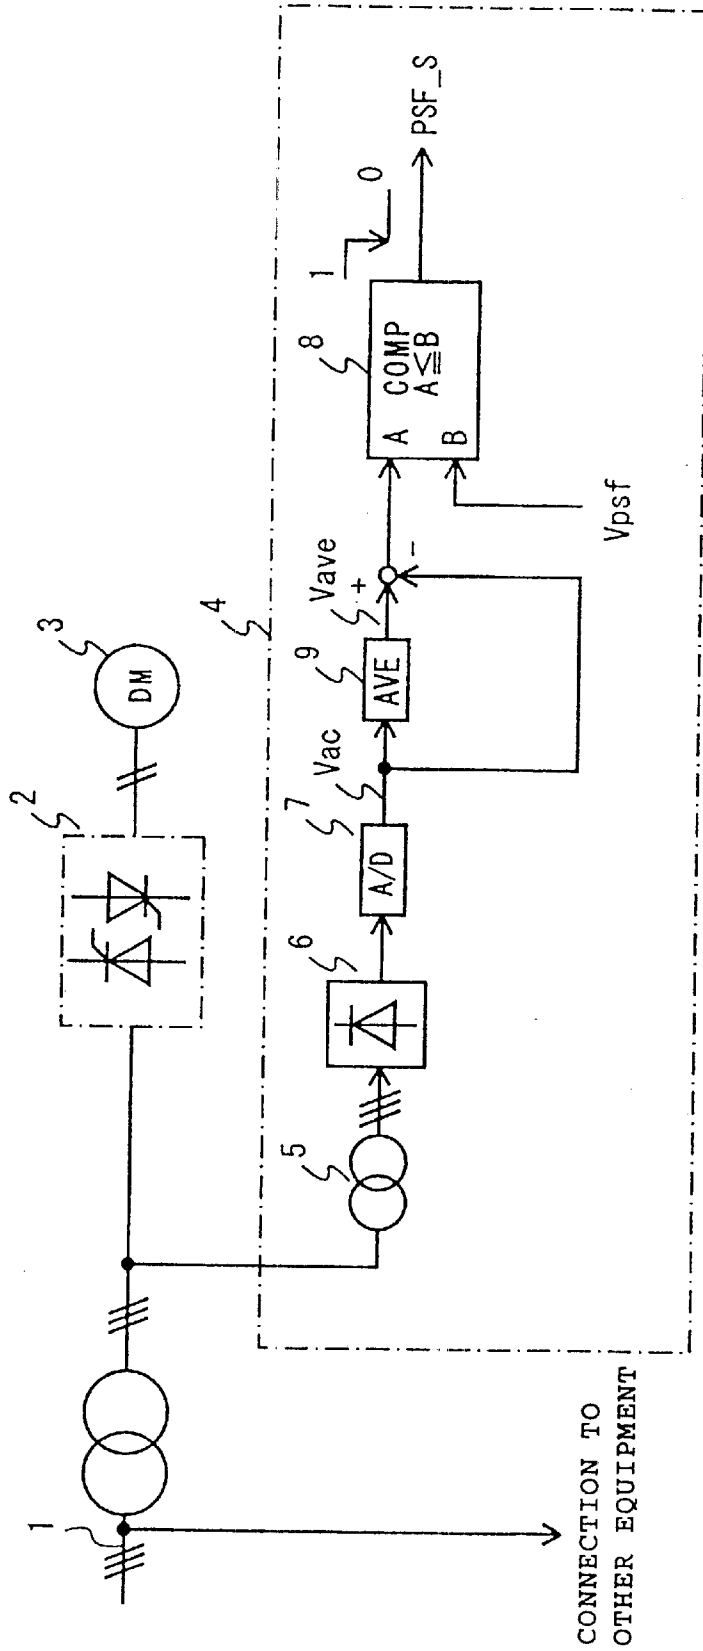 1
CONNECTION TO
OTHER EQUIPMENT
2
3
DM
4
5
6
7
A/D
Vac
9
AVE
Vave
+
-
8
A
COMP
A≦B
B
Vpsf
1
0
PSF_S